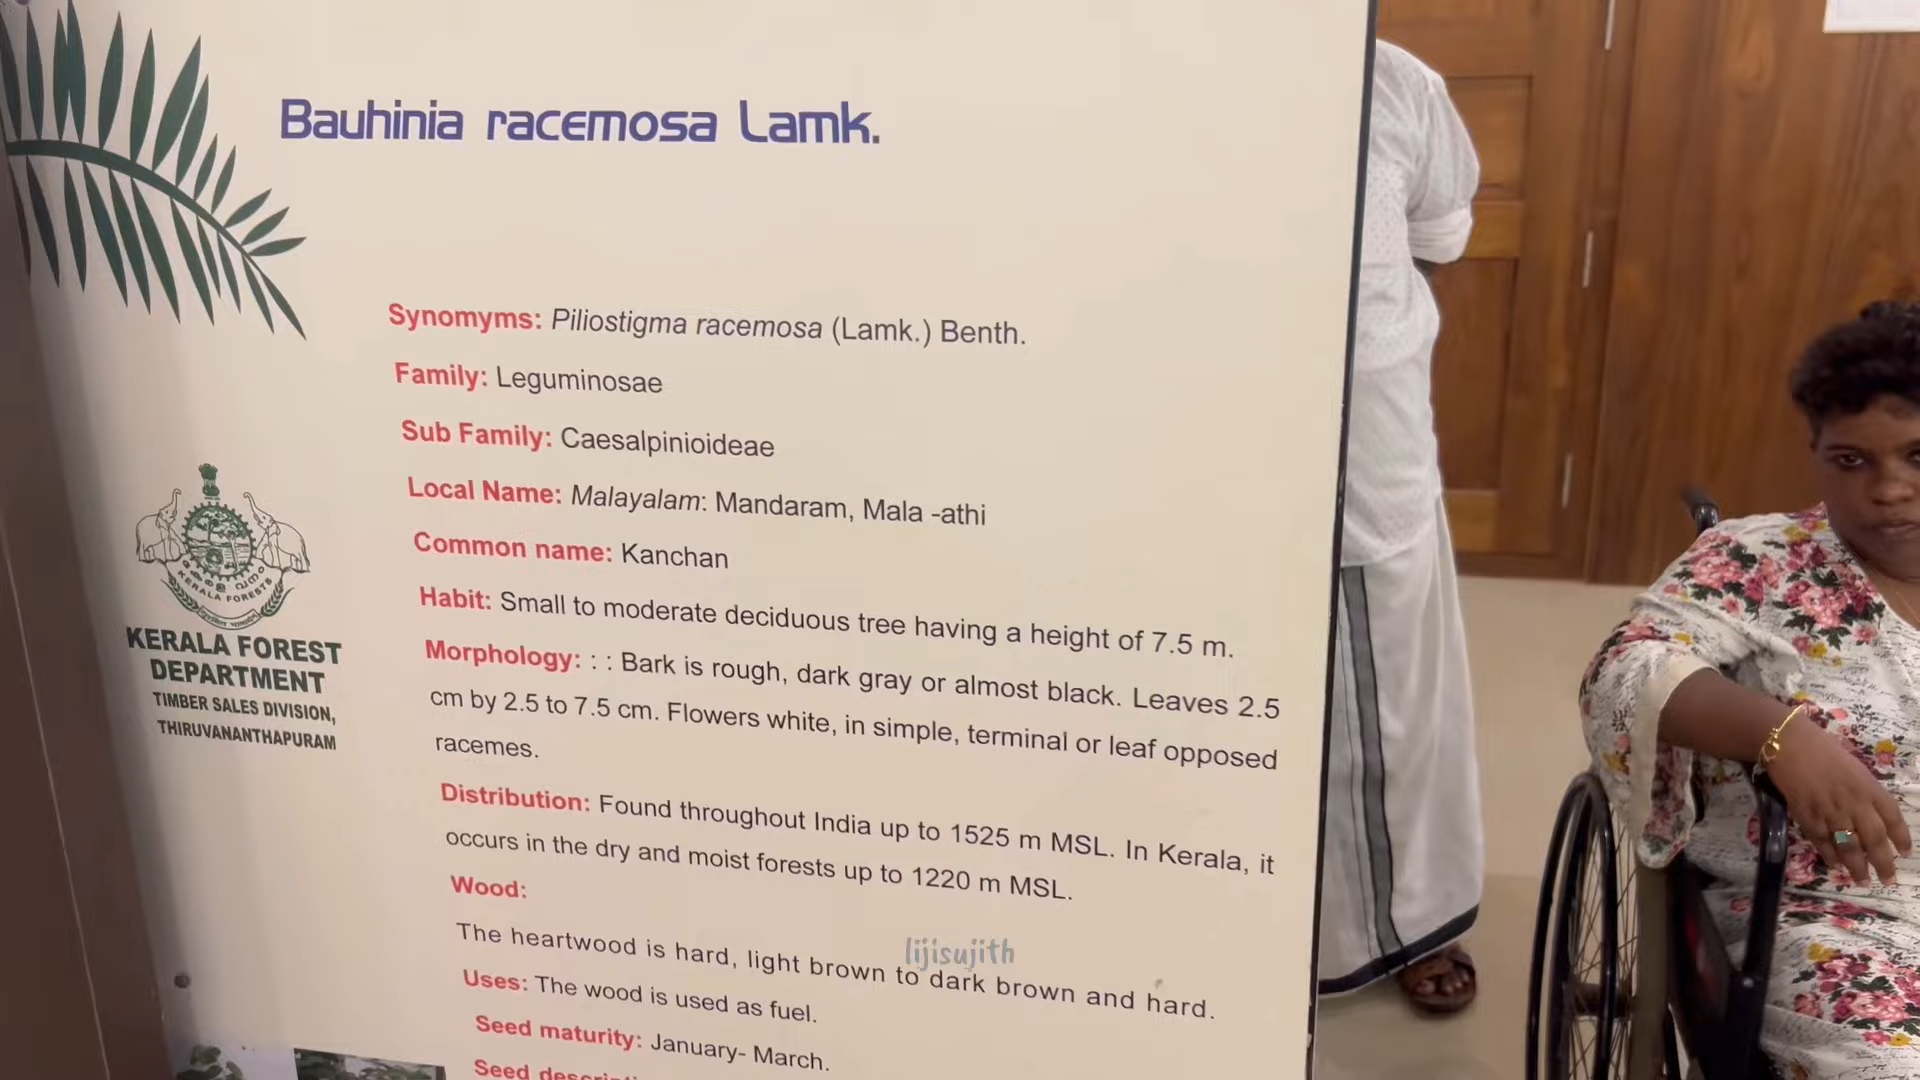 Bauhinia racemosa Lamk.
Synomyms: Piliostigma racemosa (Lamk.) Benth.
Family: Leguminosae
Sub Family: Caesalpinioideae
Local Name: Malayalam: Mandaram, Mala -athi
Common name: Kanchan
Habit: Small to moderate deciduous tree having a height of 7.5 m.
Morphology: : : Bark is rough, dark gray or almost black. Leaves 2.5
cm by 2.5 to 7.5 cm. Flowers white, in simple, terminal or leaf opposed
racemes.
Distribution: Found throughout India up to 1525 m MSL. In Kerala, it
occurs in the dry and moist forests up to 1220 m MSL.
Wood:
The heartwood is hard, light brown to dark brown and hard.
Uses: The wood is used as fuel.
Seed maturity: January- March.
Seed
കേരള വനം
KERALA FORESTS
KERALA FOREST
DEPARTMENT
TIMBER SALES DIVISION,
THIRUVANANTHAPURAM
lijisujith